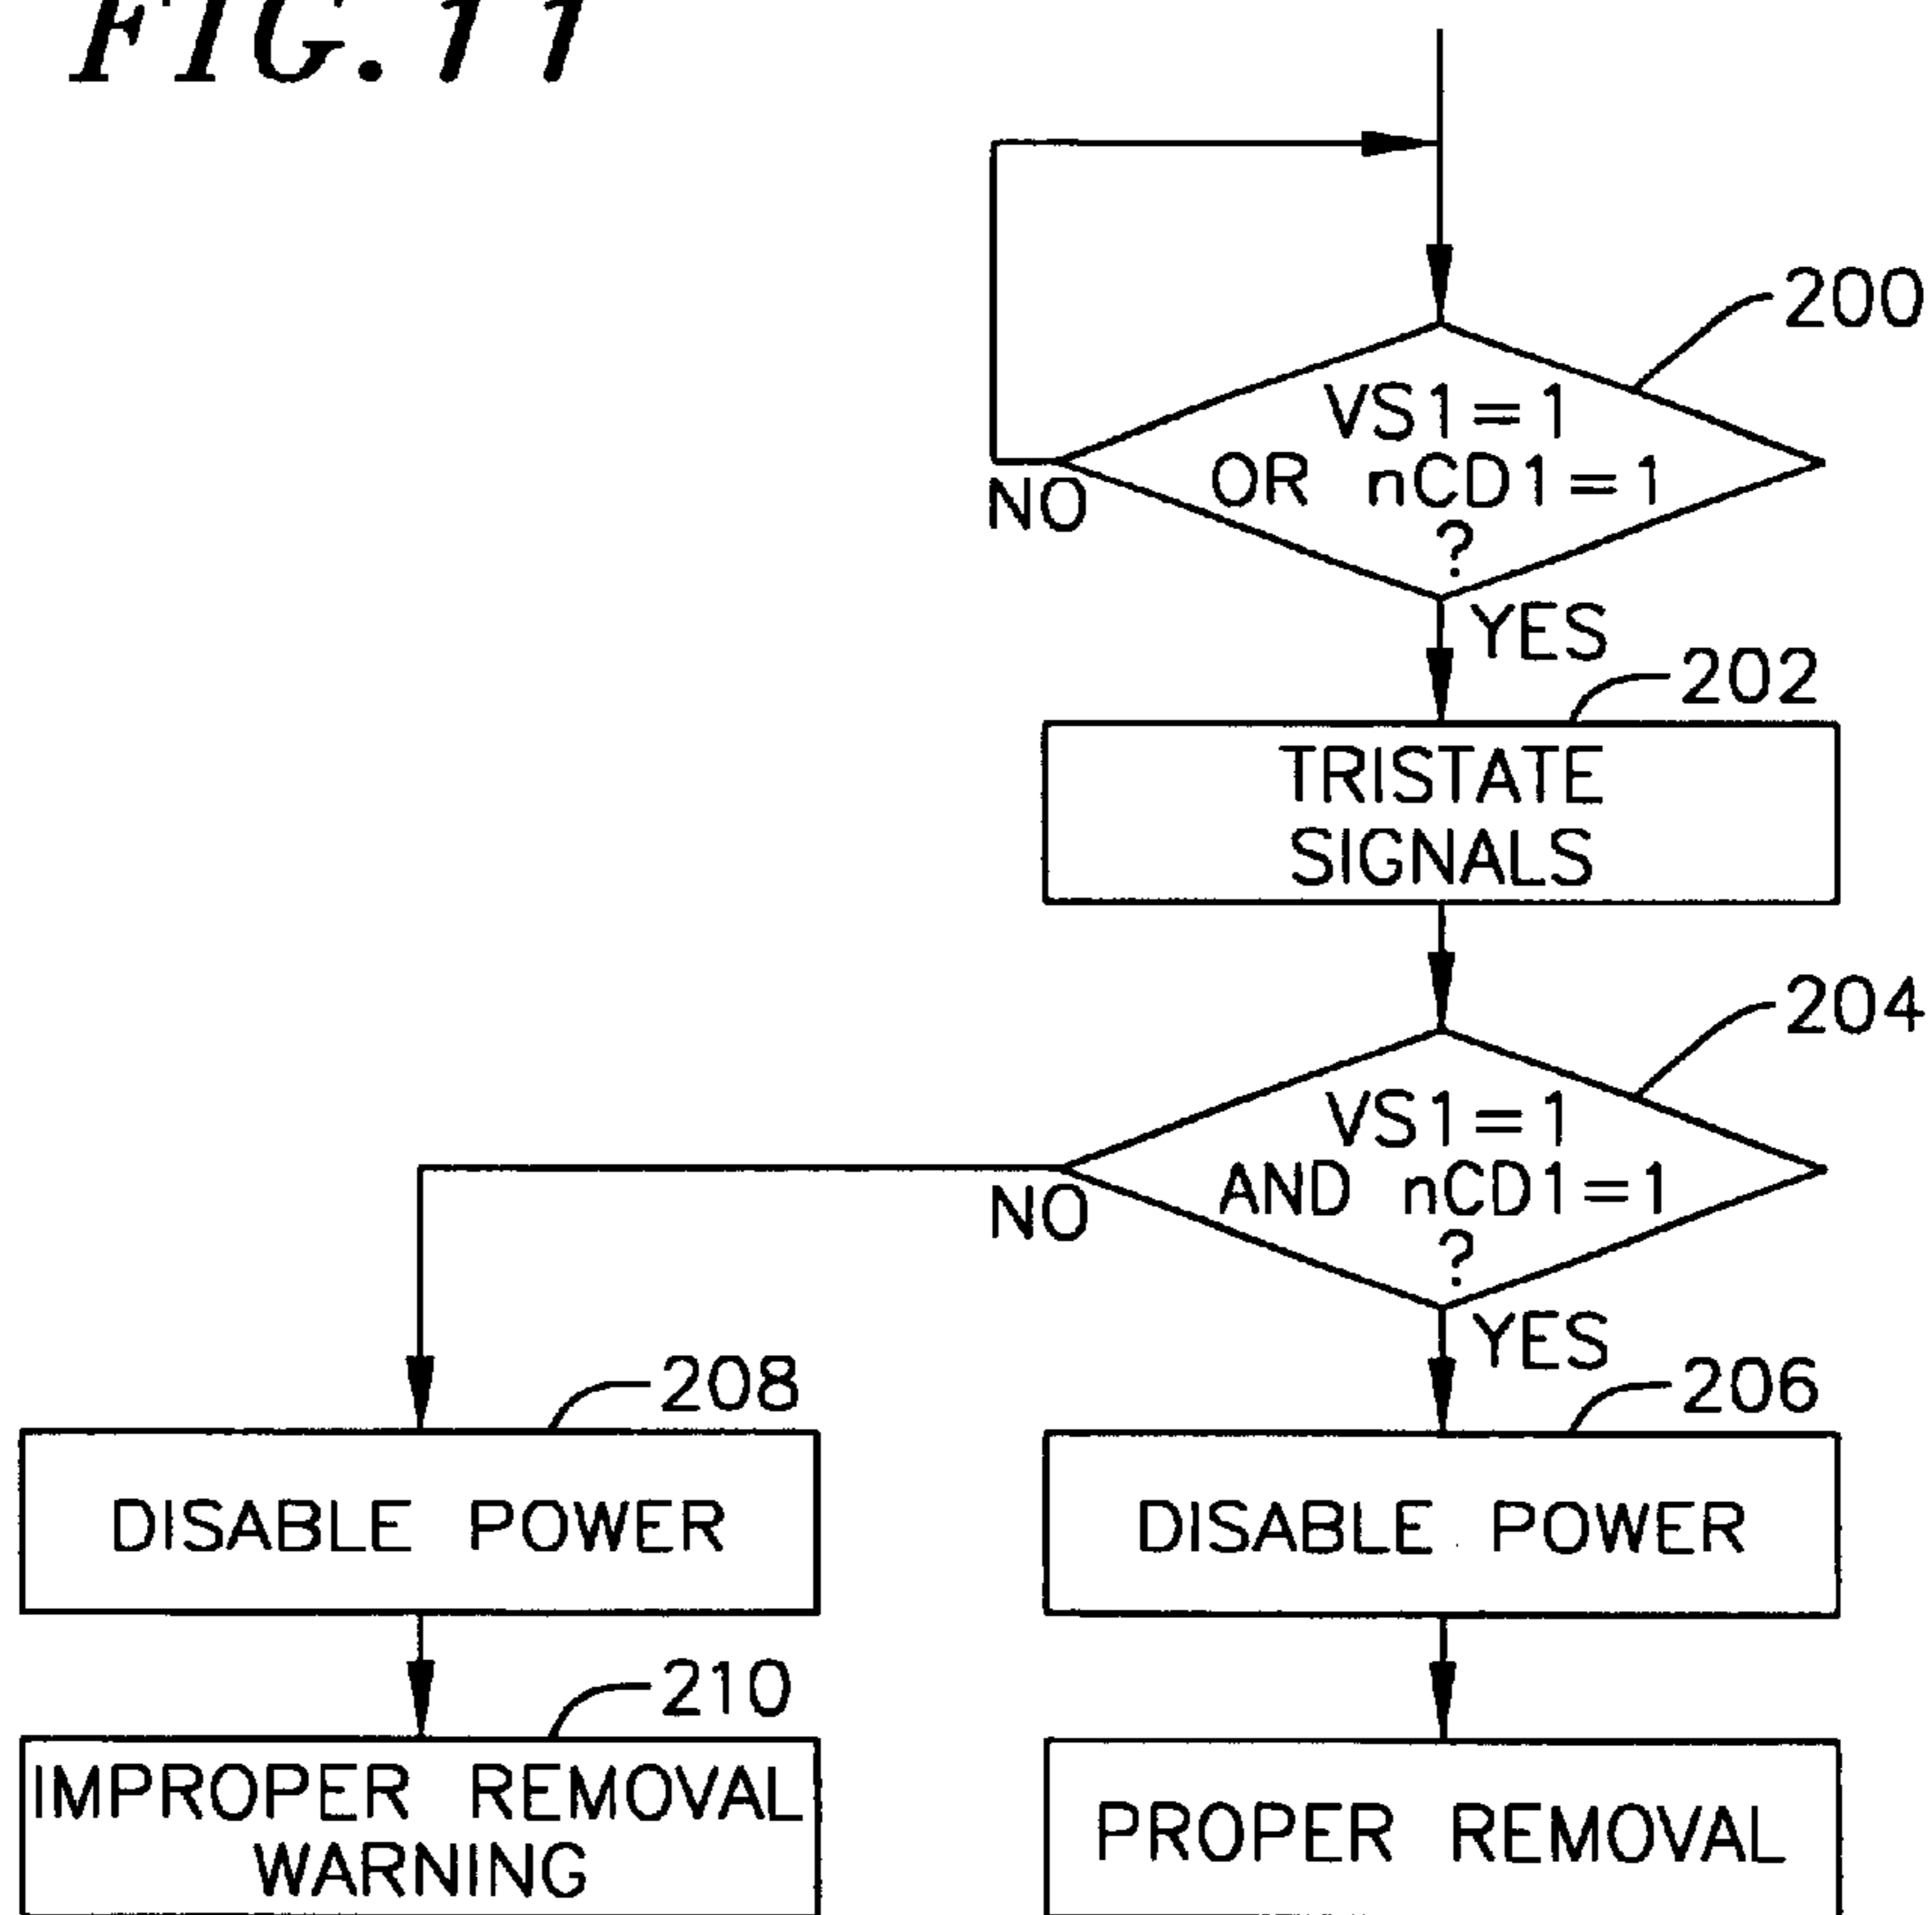 FIG.11
200
VS1=1
OR nCD1=1
?
NO
YES
202
TRISTATE
SIGNALS
204
VS1=1
AND nCD1=1
?
NO
YES
208
206
DISABLE POWER
DISABLE POWER
210
IMPROPER REMOVAL
WARNING
PROPER REMOVAL